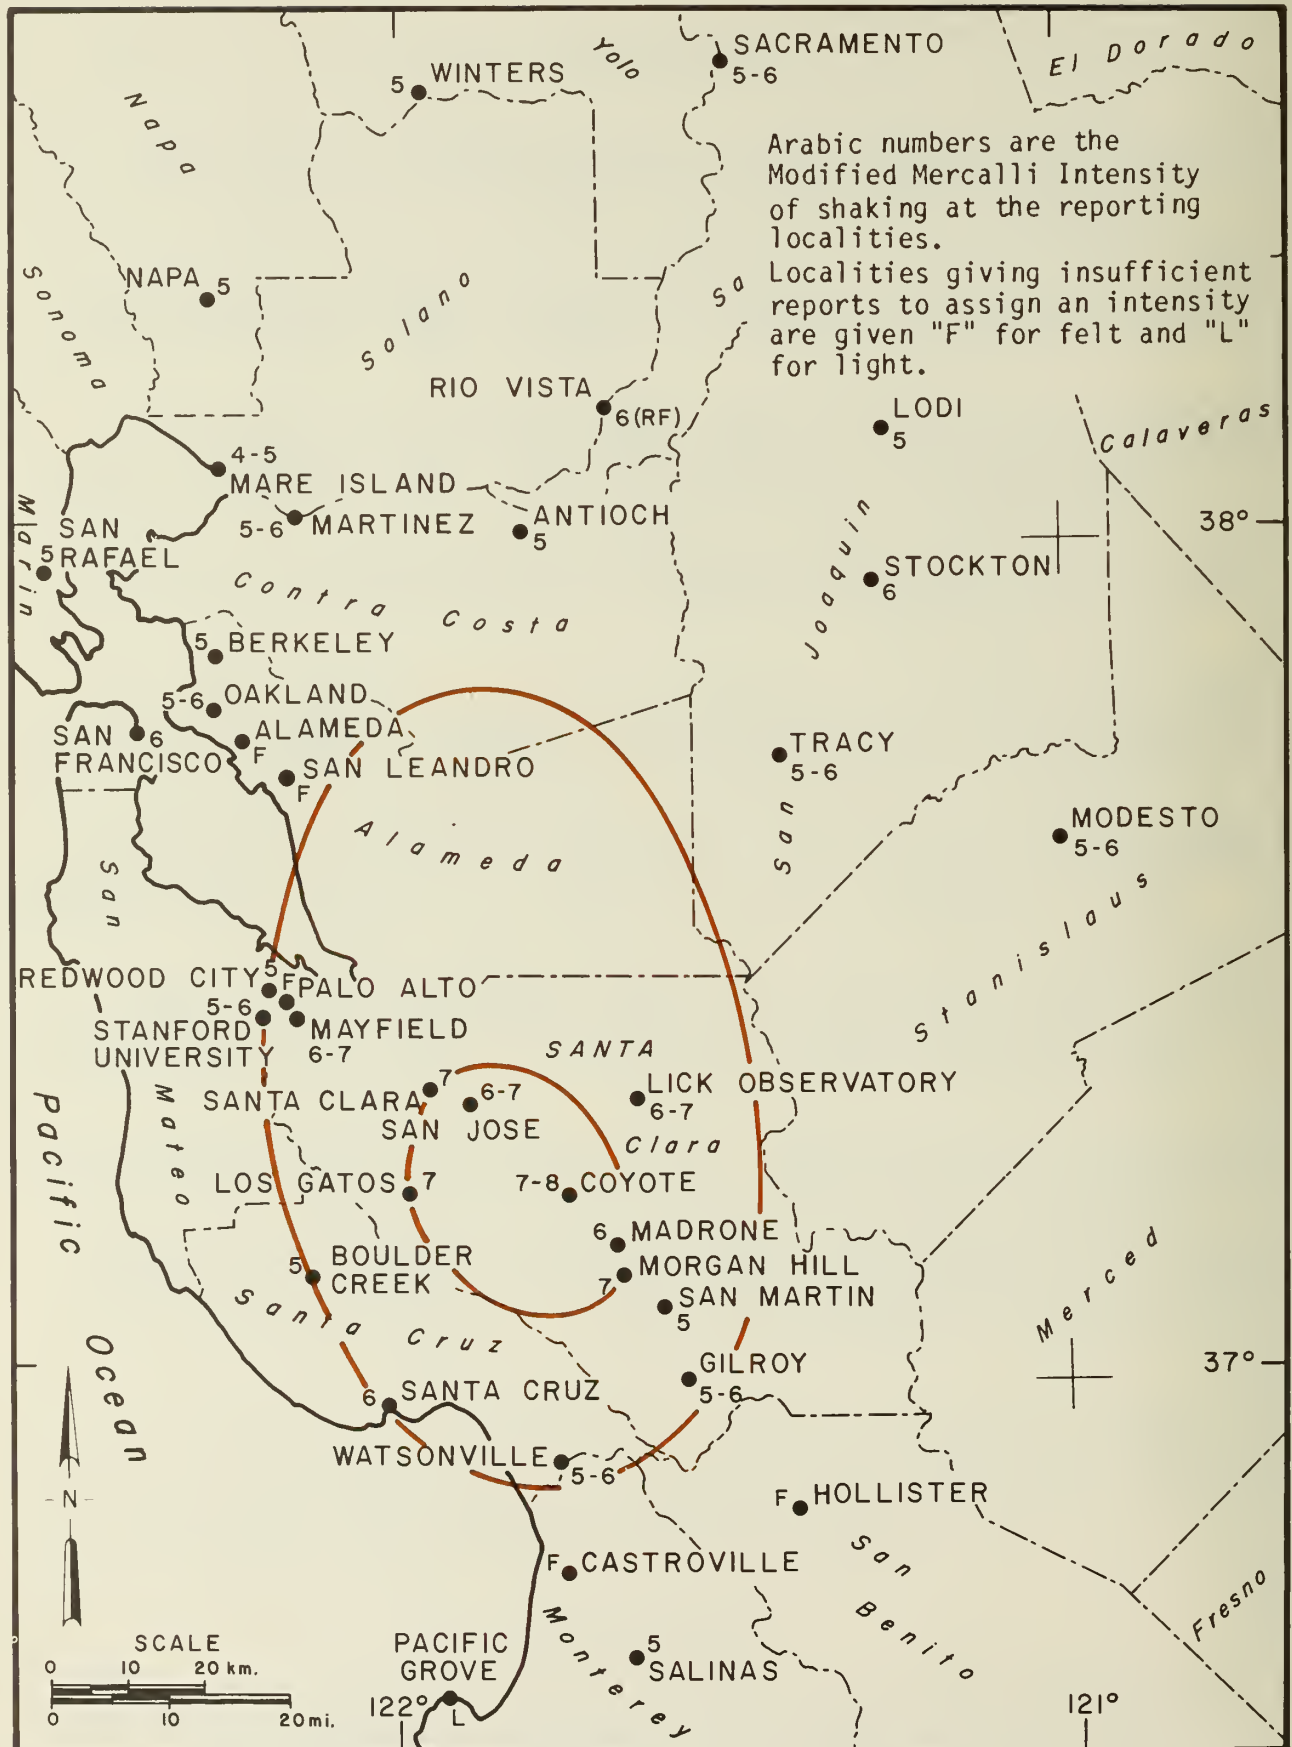 SACRAMENTO
5-6
Yolo
El Dorado
WINTERS
5
Napa
Arabic numbers are the
Modified Mercalli Intensity
of shaking at the reporting
localities.
Localities giving insufficient
reports to assign an intensity
are given "F" for felt and "L"
for light.
Sonoma
NAPA 5
Solano
Sa
RIO VISTA
6(RF)
LODI
5
Calaveras
4-5
MARE ISLAND
5-6 MARTINEZ
ANTIOCH
5
38°
Marin
SAN
5 RAFAEL
STOCKTON
6
San Joaquin
Contra Costa
5 BERKELEY
5-6 OAKLAND
ALAMEDA
F
SAN 6
FRANCISCO
SAN LEANDRO
F
TRACY
5-6
MODESTO
5-6
Alameda
Stanislaus
San Mateo
REDWOOD CITY 5
F PALO ALTO
5-6
STANFORD
UNIVERSITY
MAYFIELD
6-7
SANTA
Clara
LICK OBSERVATORY
6-7
SANTA CLARA 7
6-7
SAN JOSE
LOS GATOS 7
7-8 COYOTE
6 MADRONE
MORGAN HILL
7
SAN MARTIN
5
5 BOULDER
CREEK
Santa Cruz
Merced
Pacific
Ocean
37°
GILROY
5-6
6 SANTA CRUZ
WATSONVILLE
5-6
N
F HOLLISTER
San
Benito
F CASTROVILLE
Fresno
Monterey
5
SALINAS
PACIFIC
GROVE
L
SCALE
0 10 20 km.
0 10 20 mi.
122°
121°